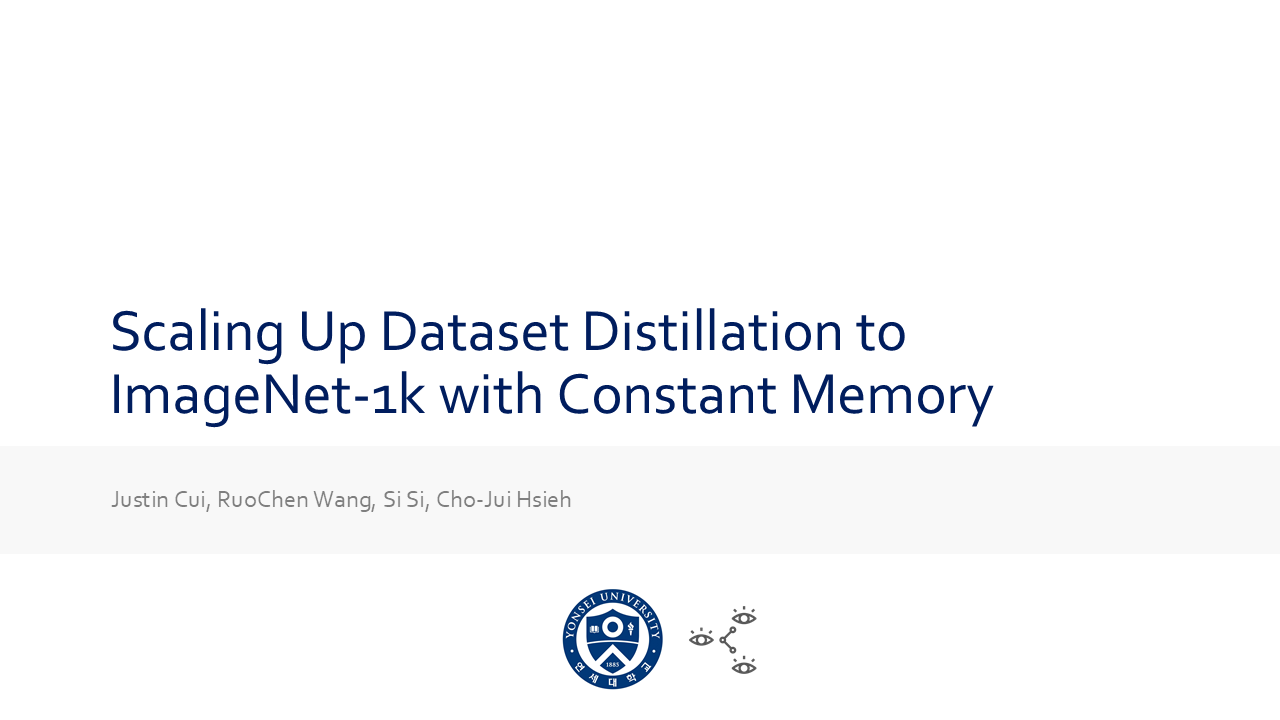 Scaling Up Dataset Distillation to
ImageNet-1k with Constant Memory
Justin Cui, RuoChen Wang, Si Si, Cho-Jui Hsieh
YONSEI UNIVERSITY
1885
연세대학교